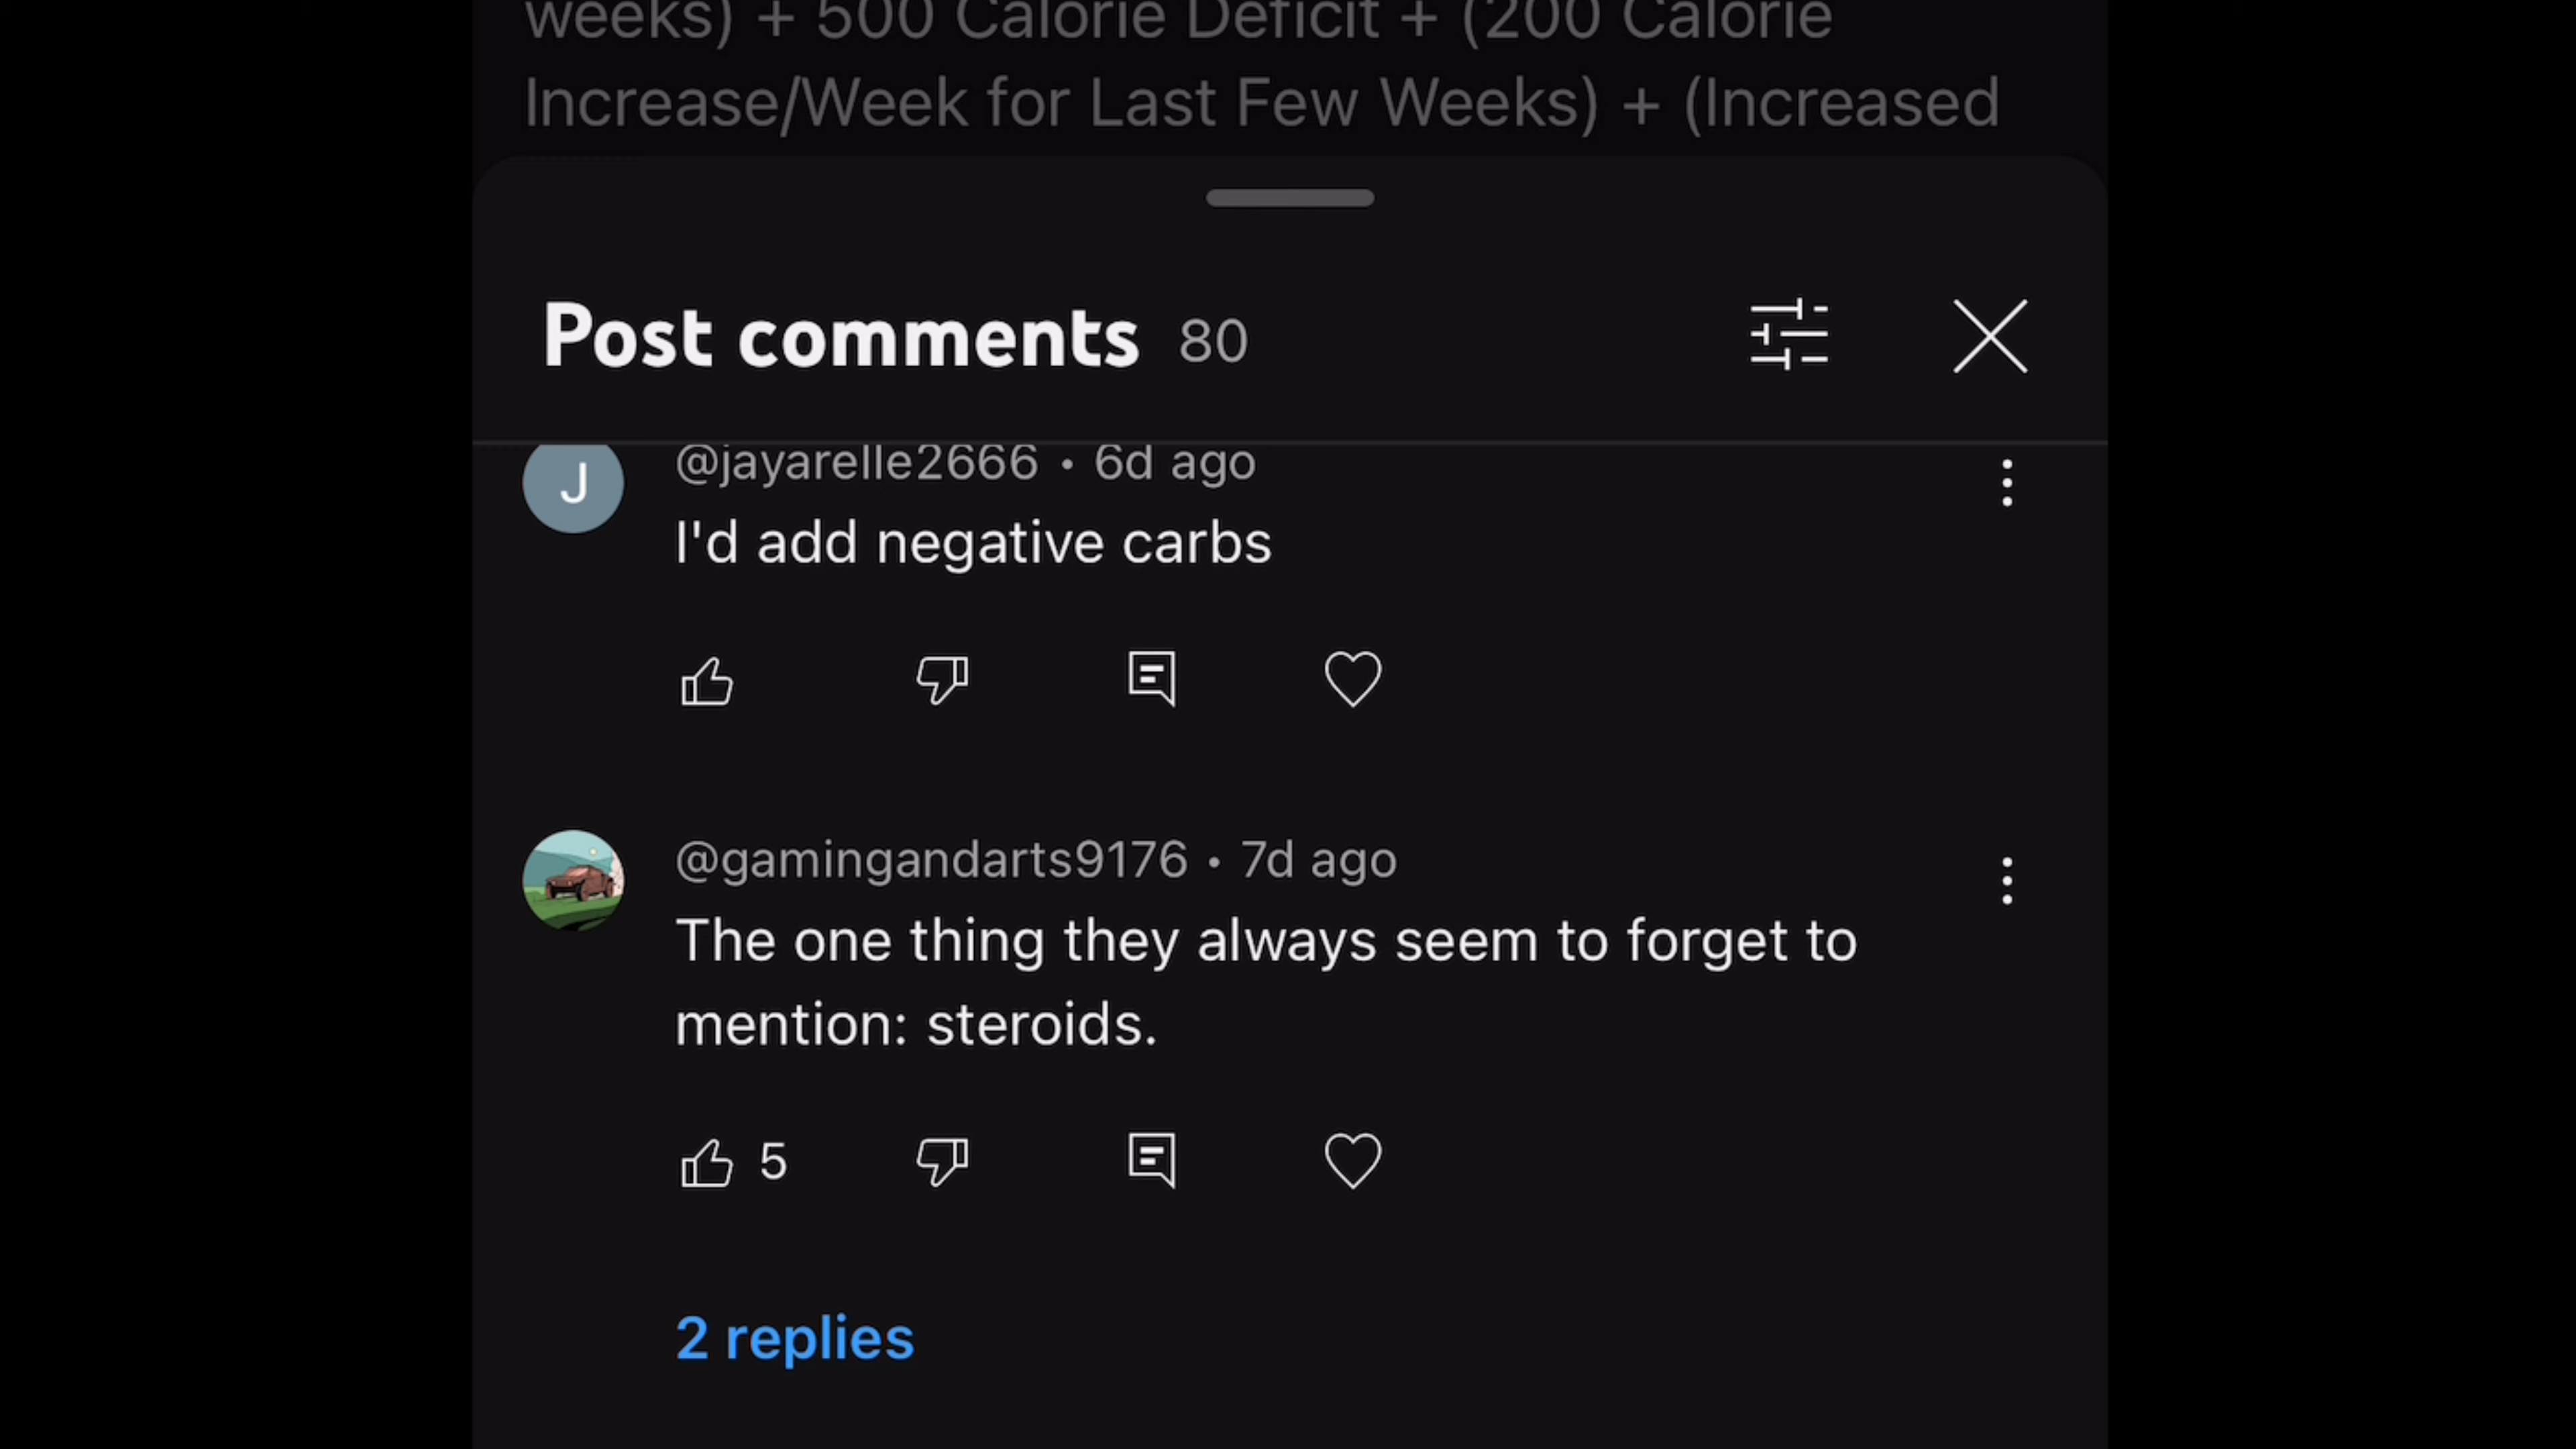 weeks) + 500 Calorie Deficit + (200 Calorie
Increase/Week for Last Few Weeks) + (Increased
Post comments 80
J
@jayarelle2666 • 6d ago
I'd add negative carbs
@gamingandarts9176 • 7d ago
The one thing they always seem to forget to
mention: steroids.
5
2 replies